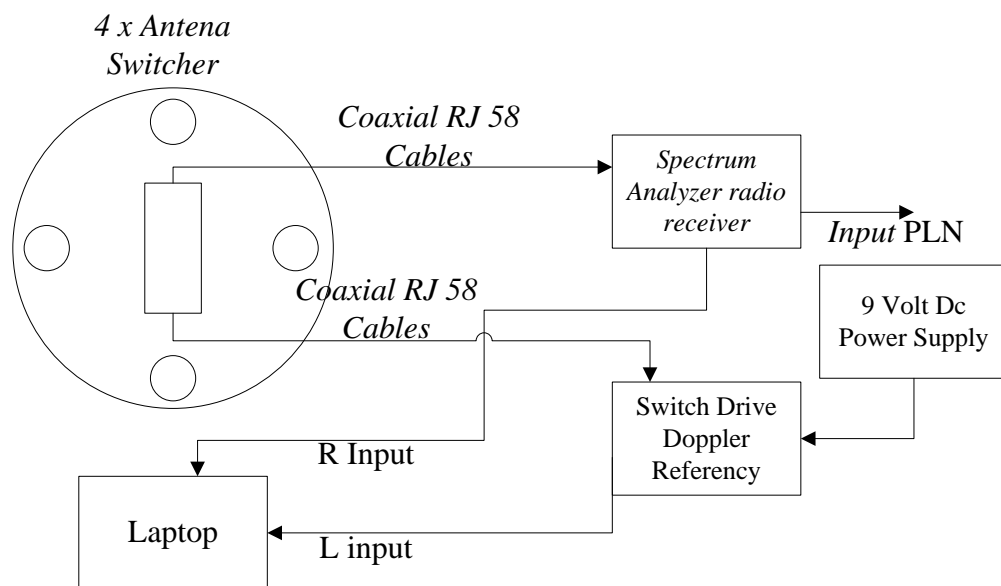 4 x Antena
Switcher
Coaxial RJ 58
Cables
Spectrum
Analyzer radio
receiver
Input PLN
Coaxial RJ 58
Cables
9 Volt Dc
Power Supply
Switch Drive
Doppler
Referency
R Input
Laptop
L input